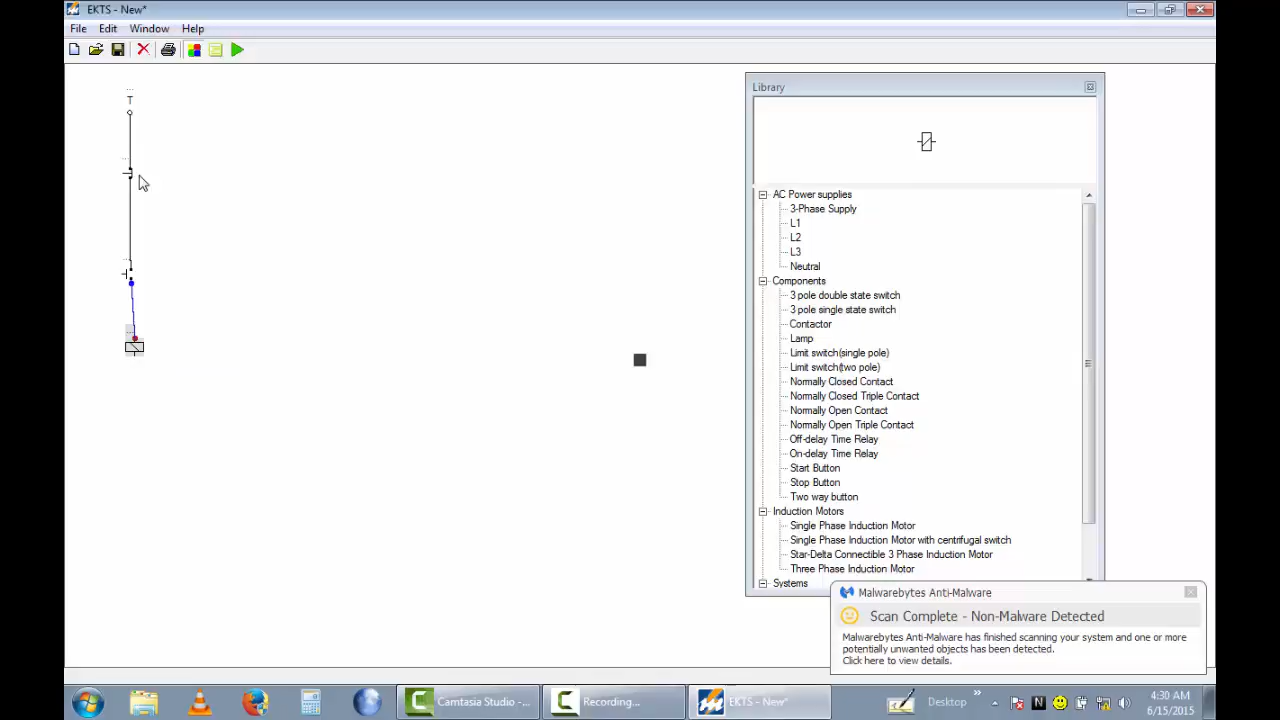 EKTS - New*
File Edit Window Help
T
Library
AC Power supplies
3-Phase Supply
L1
L2
L3
Neutral
Components
3 pole double state switch
3 pole single state switch
Contactor
Lamp
Limit switch(single pole)
Limit switch(two pole)
Normally Closed Contact
Normally Closed Triple Contact
Normally Open Contact
Normally Open Triple Contact
Off-delay Time Relay
On-delay Time Relay
Start Button
Stop Button
Two way button
Induction Motors
Single Phase Induction Motor
Single Phase Induction Motor with centrifugal switch
Star-Delta Connectible 3 Phase Induction Motor
Three Phase Induction Motor
Systems
Malwarebytes Anti-Malware
Scan Complete - Non-Malware Detected
Malwarebytes Anti-Malware has finished scanning your system and one or more
potentially unwanted objects has been detected.
Click here to view details.
Camtasia Studio -... Recording... EKTS - New* Desktop » N 4:30 AM
6/15/2015